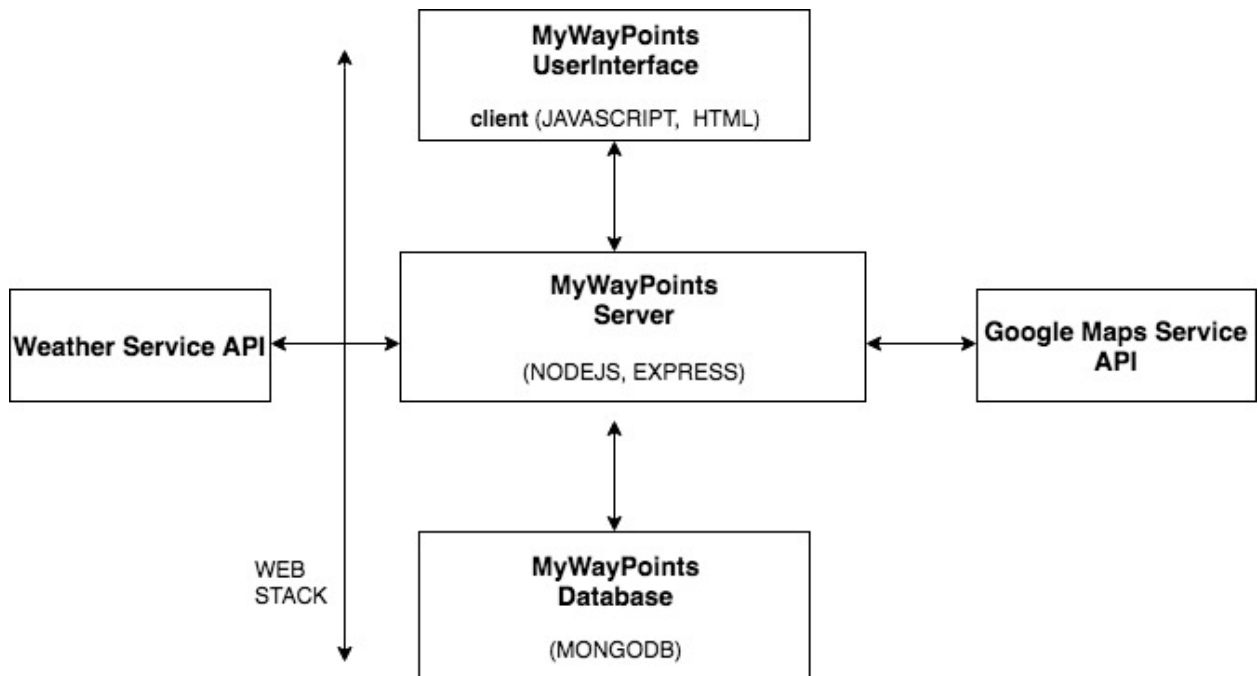 MyWayPoints
UserInterface
client (JAVASCRIPT, HTML)
MyWayPoints
Server
(NODEJS, EXPRESS)
Weather Service API
Google Maps Service
API
WEB
STACK
MyWayPoints
Database
(MONGODB)